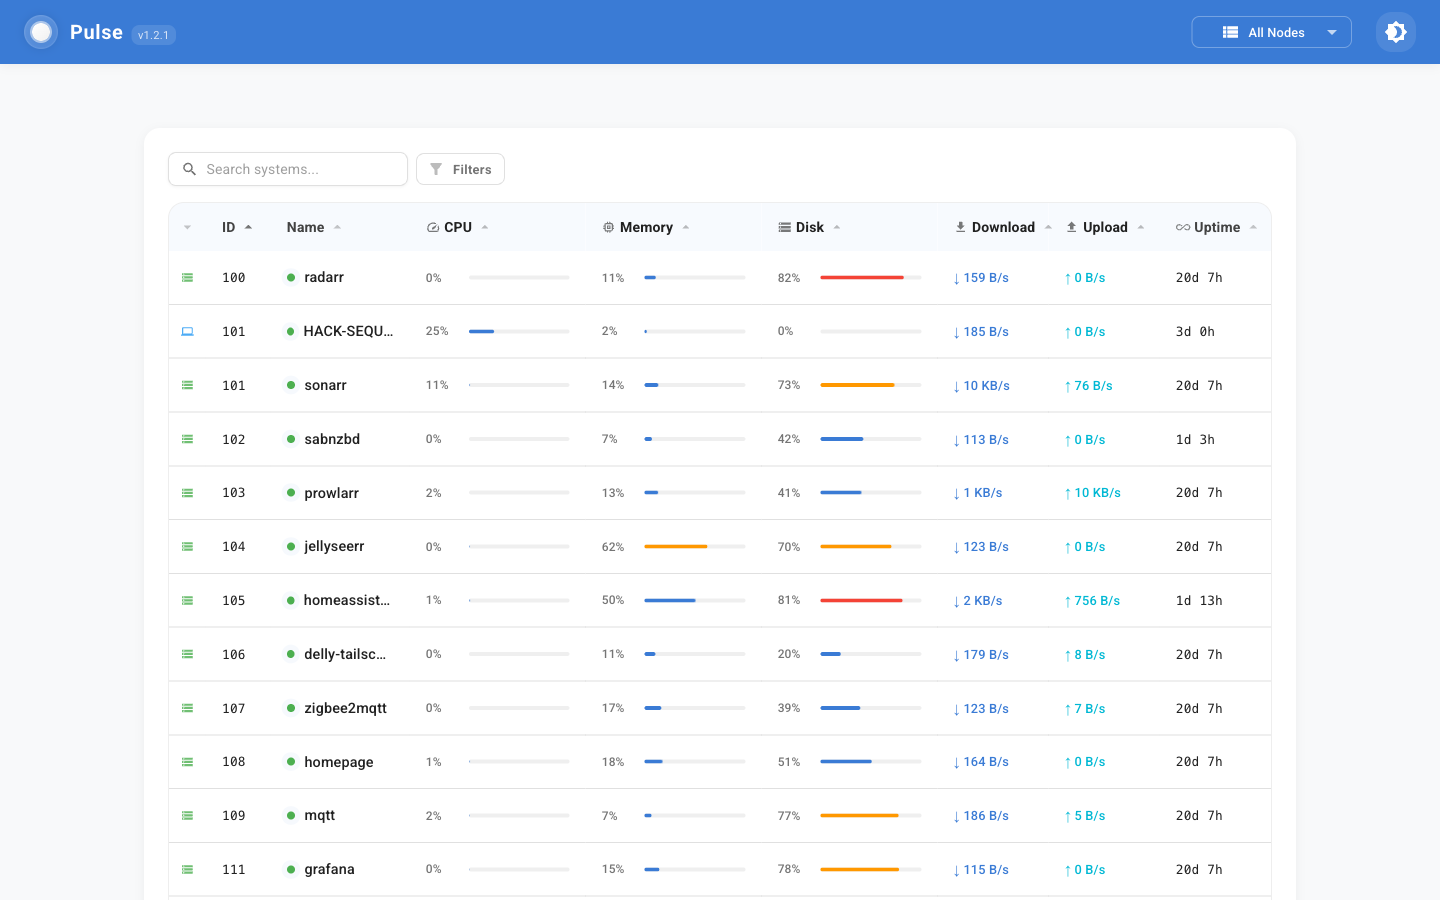 Pulse v1.2.1 All Nodes
Search systems... Filters
ID Name CPU Memory Disk Download Upload Uptime
100 radarr 0% 11% 82% ↓ 159 B/s ↑ 0 B/s 20d 7h
101 HACK-SEQU... 25% 2% 0% ↓ 185 B/s ↑ 0 B/s 3d 0h
101 sonarr 11% 14% 73% ↓ 10 KB/s ↑ 76 B/s 20d 7h
102 sabnzbd 0% 7% 42% ↓ 113 B/s ↑ 0 B/s 1d 3h
103 prowlarr 2% 13% 41% ↓ 1 KB/s ↑ 10 KB/s 20d 7h
104 jellyseerr 0% 62% 70% ↓ 123 B/s ↑ 0 B/s 20d 7h
105 homeassist... 1% 50% 81% ↓ 2 KB/s ↑ 756 B/s 1d 13h
106 delly-tailsc... 0% 11% 20% ↓ 179 B/s ↑ 8 B/s 20d 7h
107 zigbee2mqtt 0% 17% 39% ↓ 123 B/s ↑ 7 B/s 20d 7h
108 homepage 1% 18% 51% ↓ 164 B/s ↑ 0 B/s 20d 7h
109 mqtt 2% 7% 77% ↓ 186 B/s ↑ 5 B/s 20d 7h
111 grafana 0% 15% 78% ↓ 115 B/s ↑ 0 B/s 20d 7h